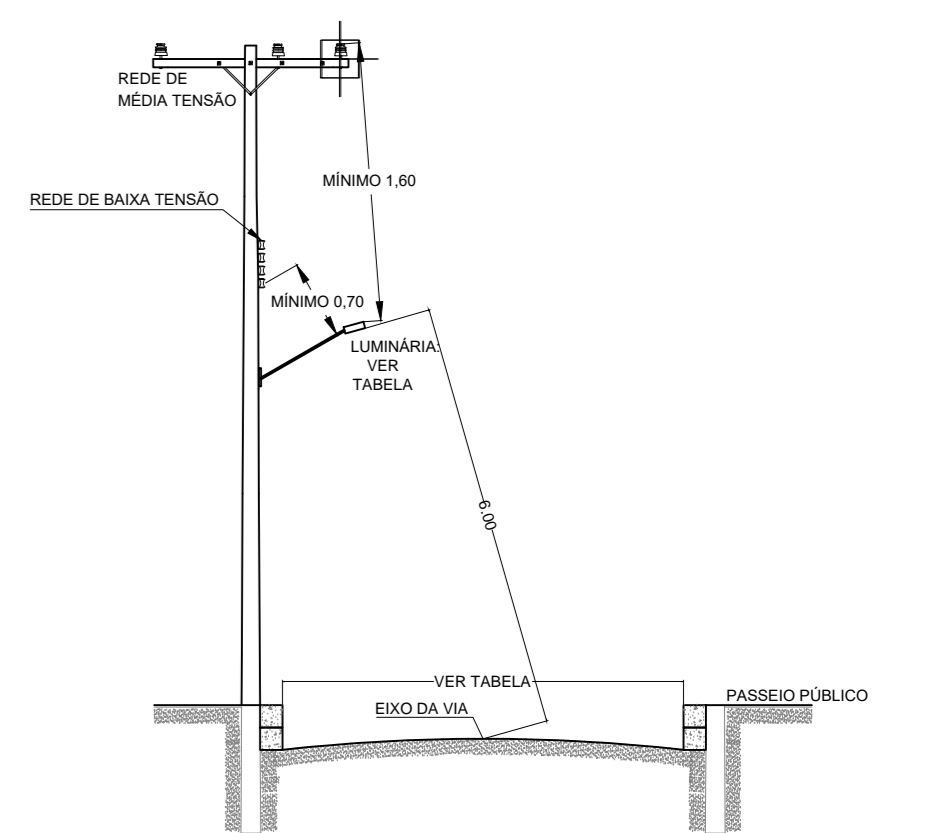 REDE DE
MÉDIA TENSÃO
MÍNIMO 1,60
REDE DE BAIXA TENSÃO
MÍNIMO 0,70
LUMINÁRIA:
VER
TABELA
6.00
VER TABELA
PASSEIO PÚBLICO
EIXO DA VIA